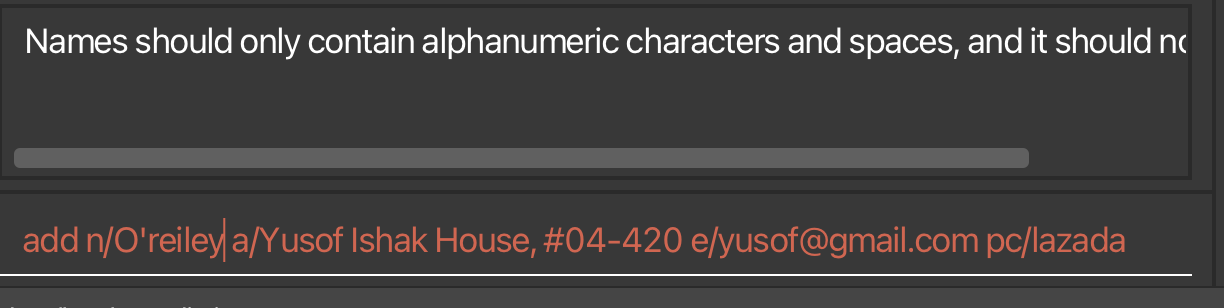 Names should only contain alphanumeric characters and spaces, and it should
add n/O'reiley a/Yusof Ishak House, #04-420 e/yusof@gmail.com pc/lazada